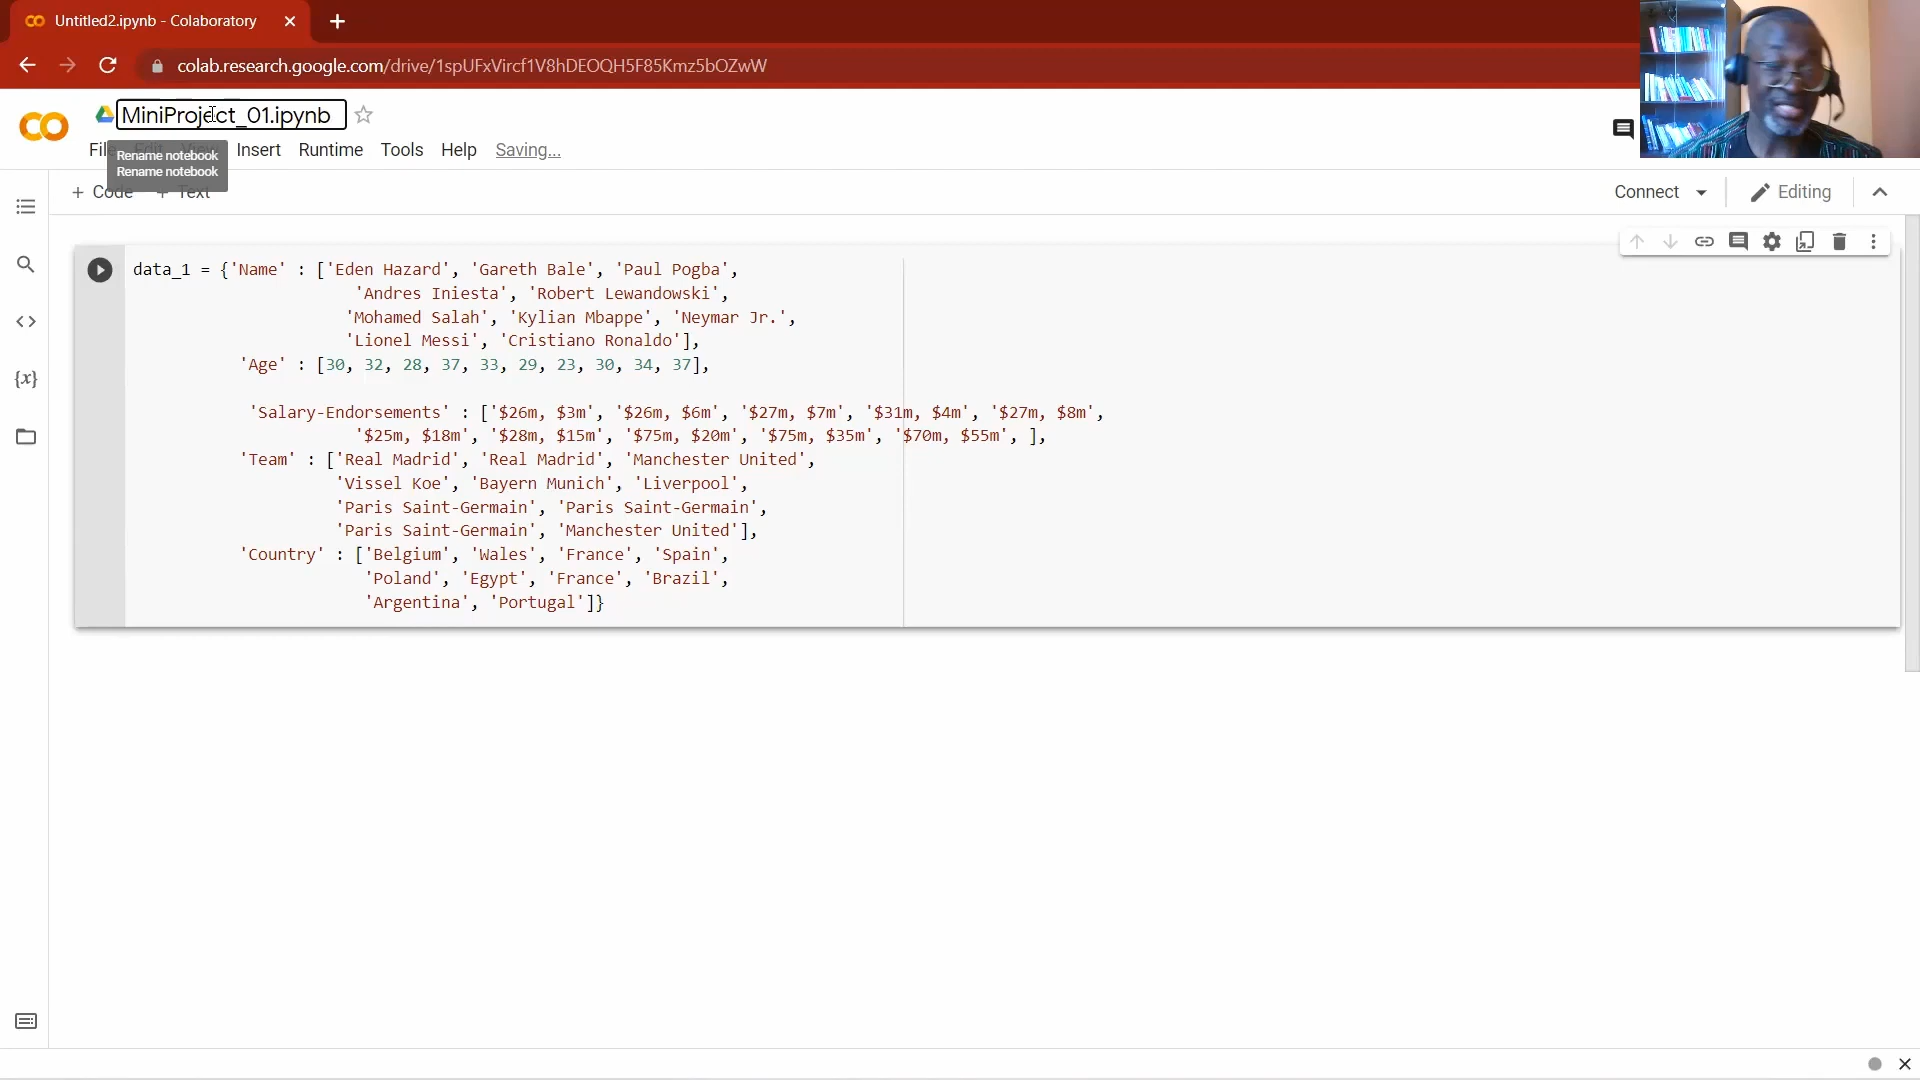 Untitled2.ipynb - Colaboratory
colab.research.google.com/drive/1spUFxVircf1V8hDEOQH5F85Kmz5bOZwW
MiniProject_01.ipynb
File Edit View Insert Runtime Tools Help Saving...
Rename notebook
Rename notebook
+ Code + Text
Connect
Editing
data_1 = {'Name' : ['Eden Hazard', 'Gareth Bale', 'Paul Pogba',
'Andres Iniesta', 'Robert Lewandowski',
'Mohamed Salah', 'Kylian Mbappe', 'Neymar Jr.',
'Lionel Messi', 'Cristiano Ronaldo'],
'Age' : [30, 32, 28, 37, 33, 29, 23, 30, 34, 37],
'Salary-Endorsements' : ['$26m, $3m', '$26m, $6m', '$27m, $7m', '$31m, $4m', '$27m, $8m',
'$25m, $18m', '$28m, $15m', '$75m, $20m', '$75m, $35m', '$70m, $55m', ],
'Team' : ['Real Madrid', 'Real Madrid', 'Manchester United',
'Vissel Koe', 'Bayern Munich', 'Liverpool',
'Paris Saint-Germain', 'Paris Saint-Germain',
'Paris Saint-Germain', 'Manchester United'],
'Country' : ['Belgium', 'Wales', 'France', 'Spain',
'Poland', 'Egypt', 'France', 'Brazil',
'Argentina', 'Portugal']}
{x}